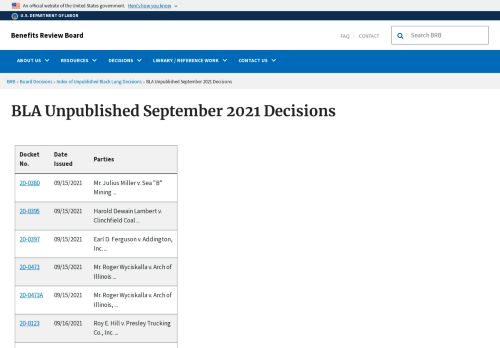 An official website of the United States government. Here's how you know
U.S. DEPARTMENT OF LABOR
Benefits Review Board
FAQ CONTACT
Search BRB
ABOUT US RESOURCES DECISIONS LIBRARY / REFERENCE WORK CONTACT US
BRB › Board Decisions › Index of Unpublished Black Lung Decisions › BLA Unpublished September 2021 Decisions
BLA Unpublished September 2021 Decisions
Docket No. Date Issued Parties
20-0380 09/15/2021 Mr. Julius Miller v. Sea "B" Mining ...
20-0395 09/15/2021 Harold Dewain Lambert v. Clinchfield Coal ...
20-0397 09/15/2021 Earl D. Ferguson v. Addington, Inc. ...
20-0473 09/15/2021 Mr. Roger Wyciskalla v. Arch of Illinois ...
20-0473A 09/15/2021 Mr. Roger Wyciskalla v. Arch of Illinois, ...
20-0123 09/16/2021 Roy E. Hill v. Presley Trucking Co., Inc. ...